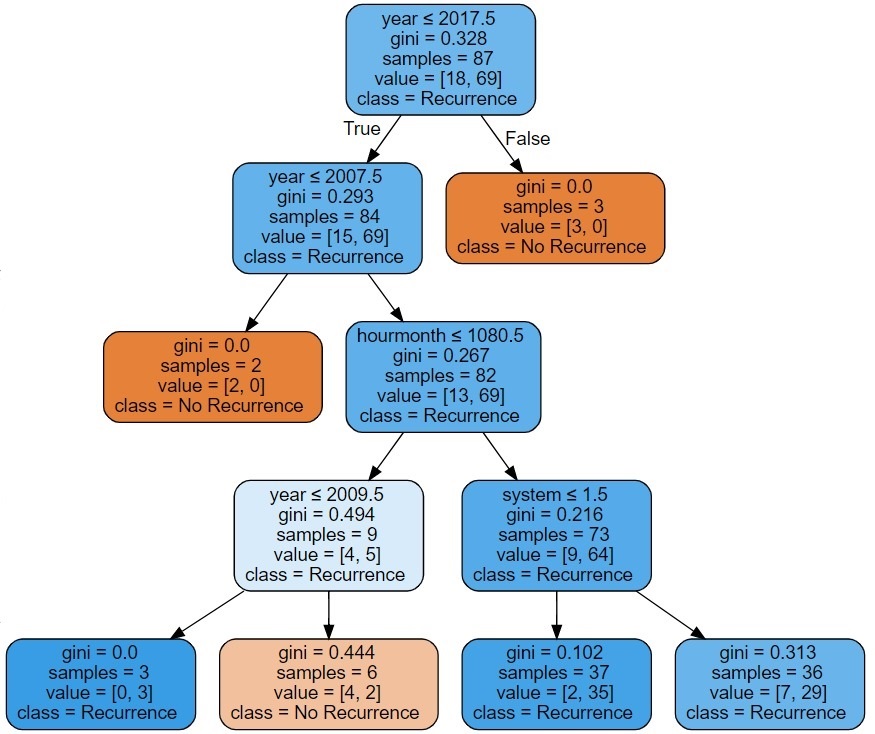 year ≤ 2017.5
gini = 0.328
samples = 87
value = [18, 69]
class = Recurrence
True
False
year ≤ 2007.5
gini = 0.293
samples = 84
value = [15, 69]
class = Recurrence
gini = 0.0
samples = 3
value = [3, 0]
class = No Recurrence
gini = 0.0
samples = 2
value = [2, 0]
class = No Recurrence
hourmonth ≤ 1080.5
gini = 0.267
samples = 82
value = [13, 69]
class = Recurrence
year ≤ 2009.5
gini = 0.494
samples = 9
value = [4, 5]
class = Recurrence
system ≤ 1.5
gini = 0.216
samples = 73
value = [9, 64]
class = Recurrence
gini = 0.0
samples = 3
value = [0, 3]
class = Recurrence
gini = 0.444
samples = 6
value = [4, 2]
class = No Recurrence
gini = 0.102
samples = 37
value = [2, 35]
class = Recurrence
gini = 0.313
samples = 36
value = [7, 29]
class = Recurrence